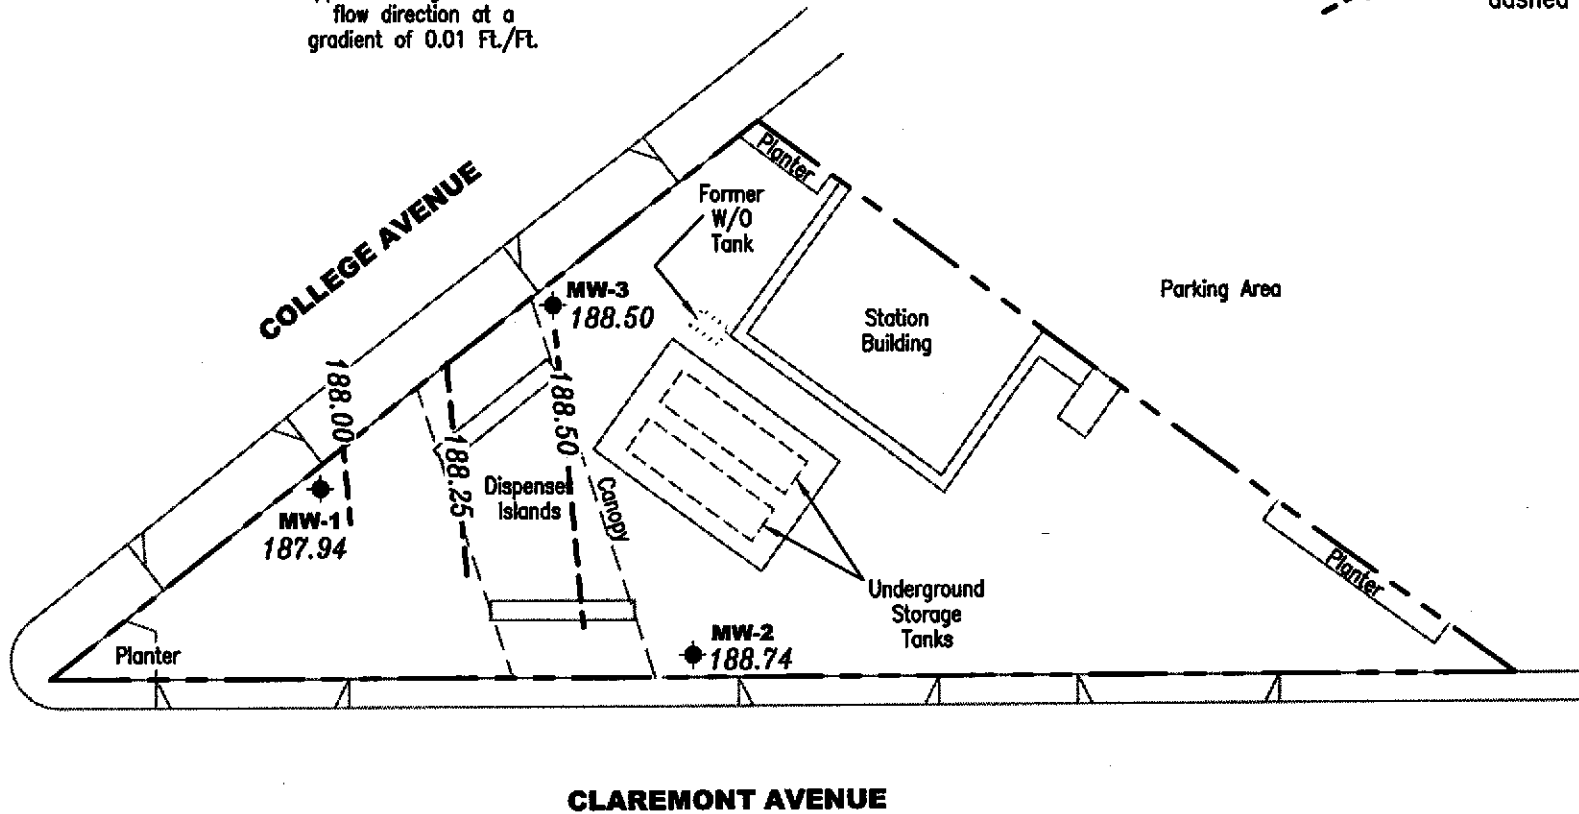 flow direction at a
gradient of 0.01 Ft./Ft.
dashed
Planter
COLLEGE AVENUE
Former
W/O
Tank
MW-3
188.50
Parking Area
Station
Building
188.00
188.50
188.25
Dispenser
Islands
Canopy
MW-1
187.94
Planter
Underground
Storage
Tanks
MW-2
188.74
Planter
CLAREMONT AVENUE